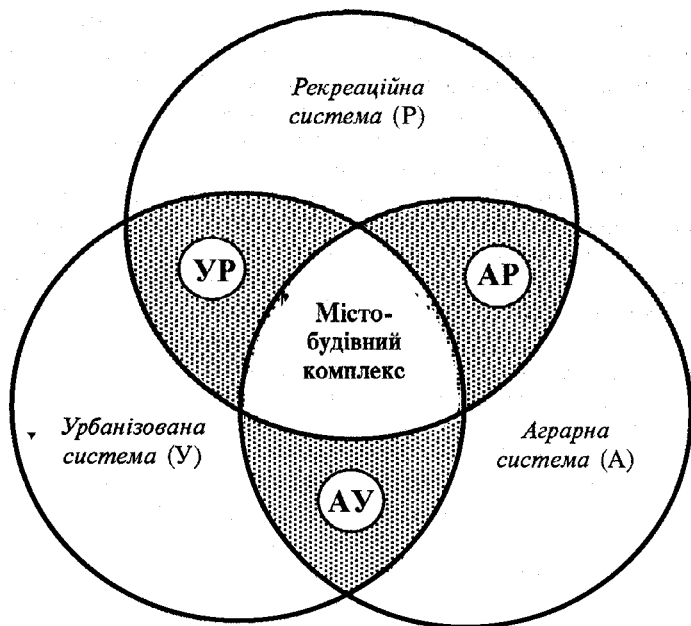 Рекреаційна
система (Р)
УР
АР
Місто-
будівний
комплекс
Урбанізована
система (У)
Аграрна
система (А)
АУ